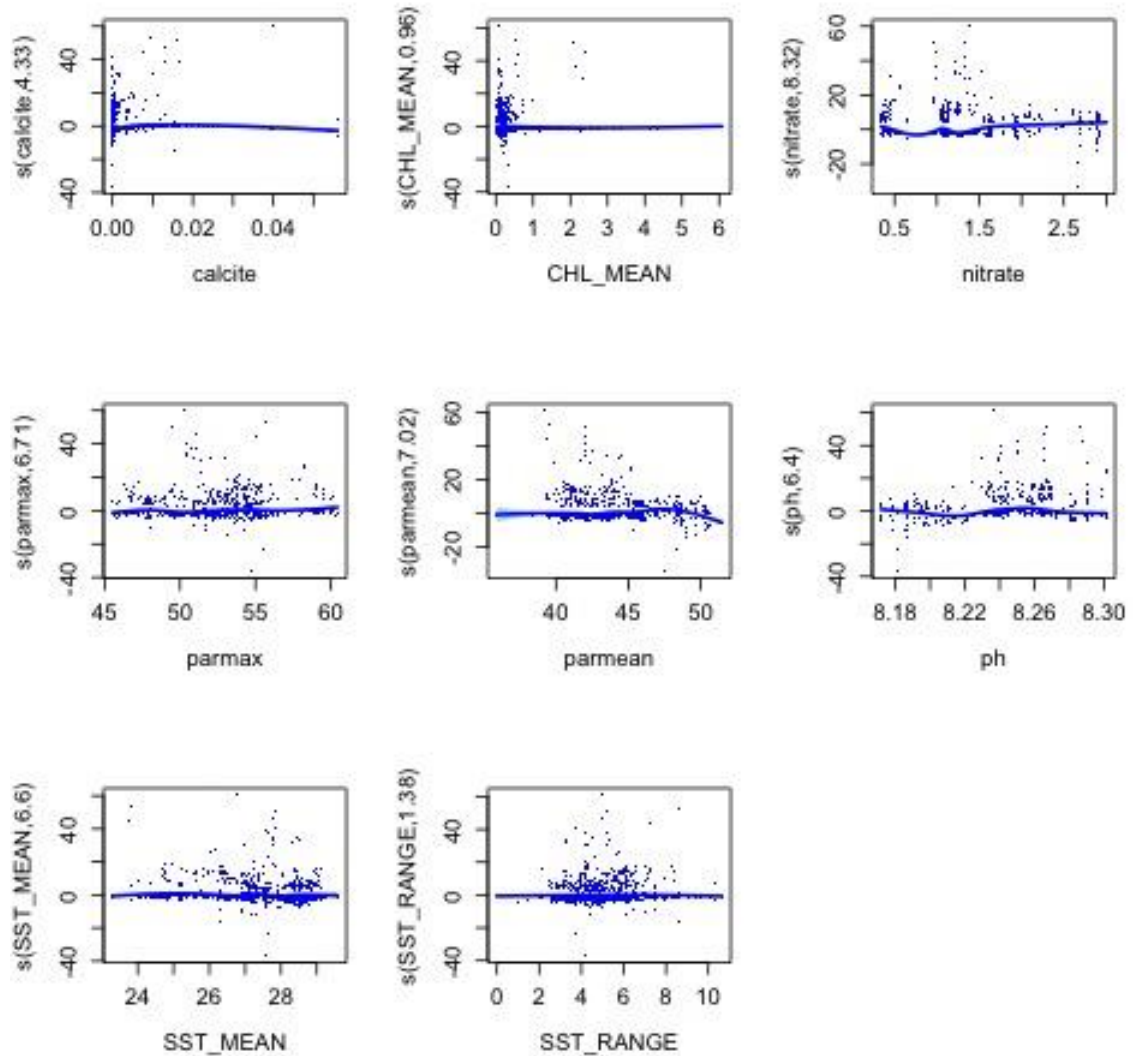 s(calcite,4.33)
40
0
-40
0.00 0.02 0.04
calcite
s(CHL_MEAN,0.96)
40
0
-40
0 1 2 3 4 5 6
CHL_MEAN
s(nitrate,8.32)
60
20
-20
0.5 1.5 2.5
nitrate
s(parmax,6.71)
40
0
-40
45 50 55 60
parmax
s(parmean,7.02)
60
20
-20
40 45 50
parmean
s(ph,6.4)
40
0
-40
8.18 8.22 8.26 8.30
ph
s(SST_MEAN,6.6)
40
0
-40
24 26 28
SST_MEAN
s(SST_RANGE,1.38)
40
0
-40
0 2 4 6 8 10
SST_RANGE